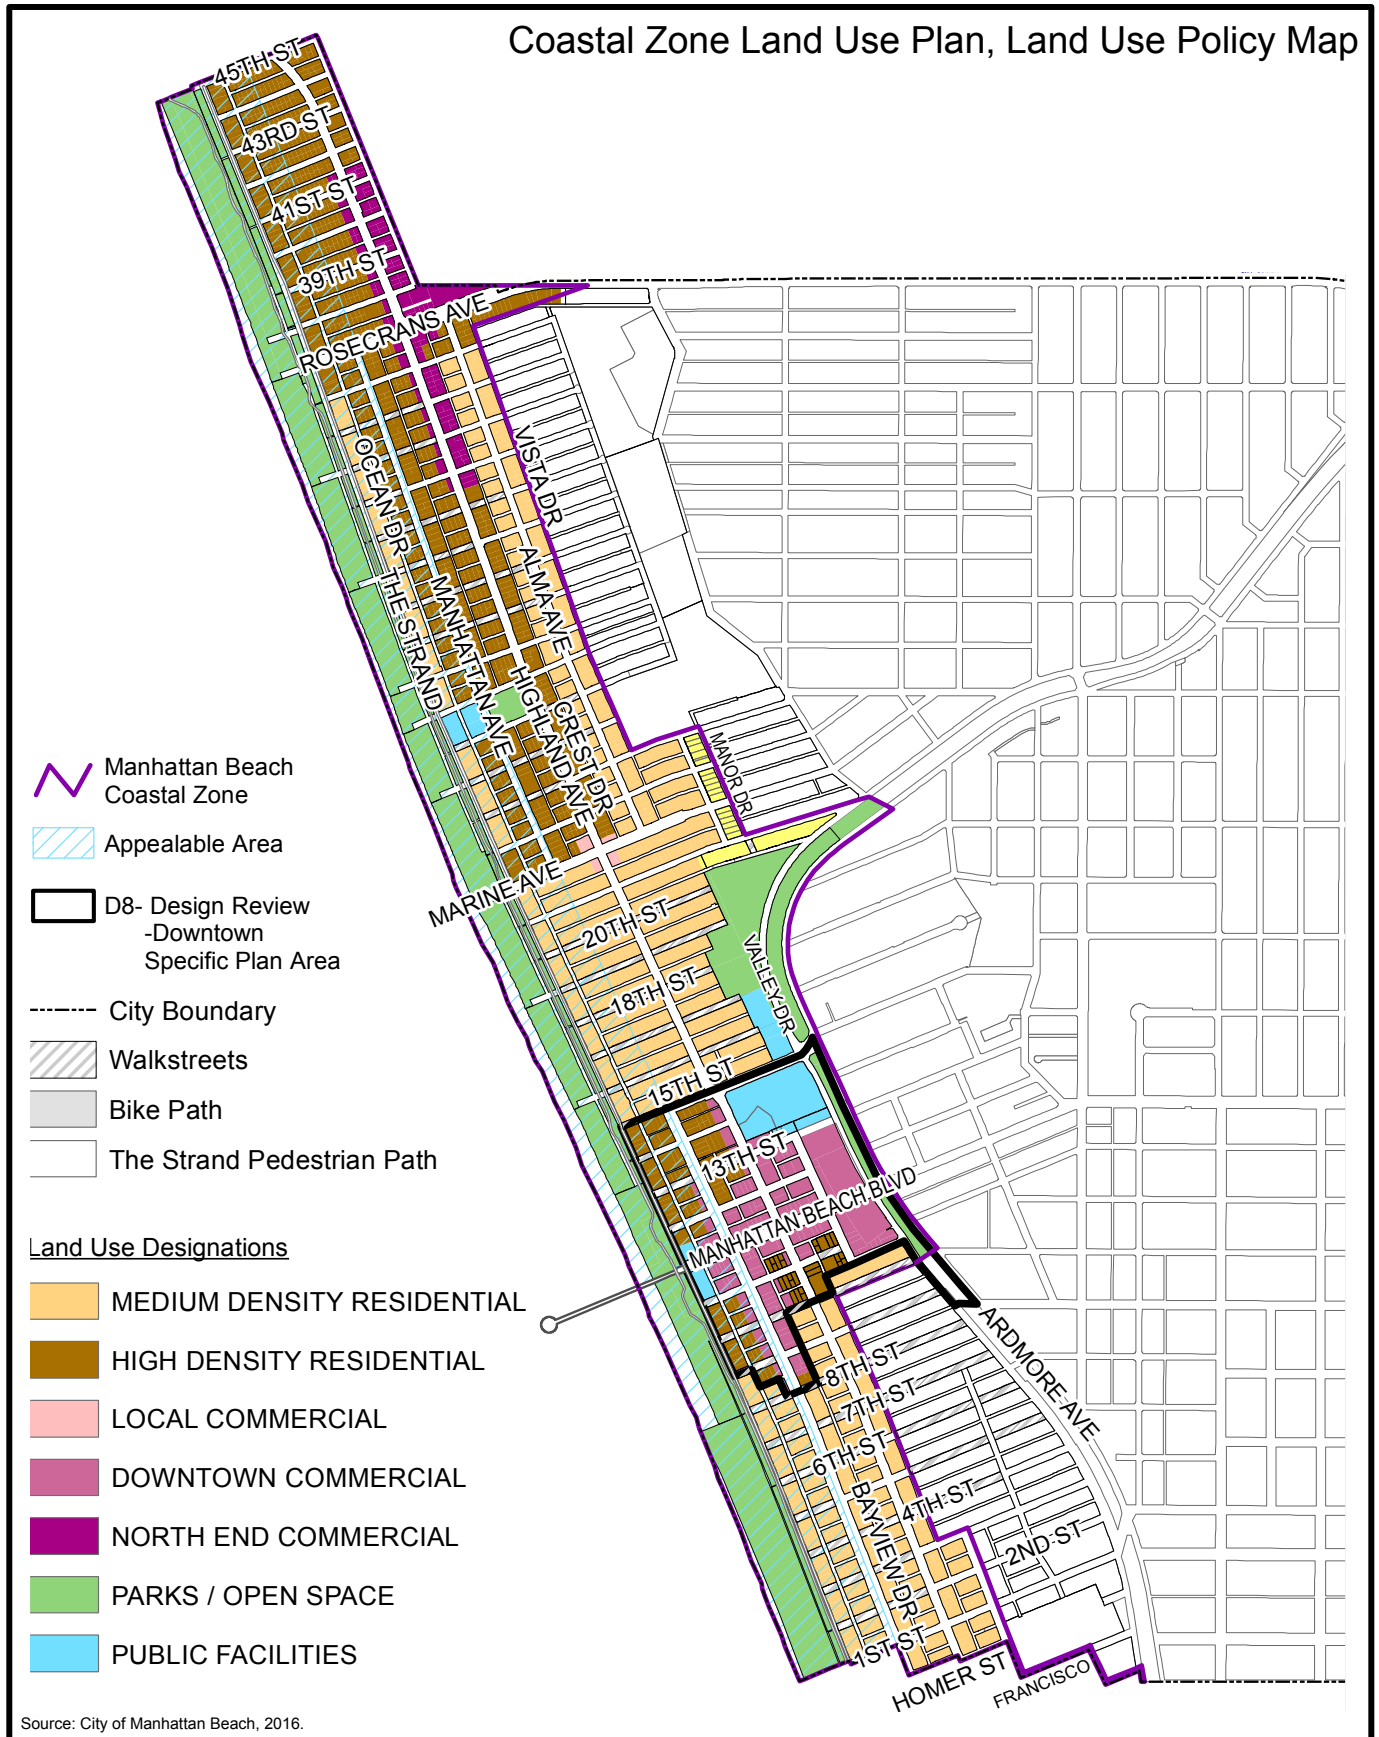 Coastal Zone Land Use Plan, Land Use Policy Map
45TH ST
43RD ST
41ST ST
39TH ST
ROSECRANS AVE
VISTA DR
OCEAN DR
THE STRAND
MANHATTAN AVE
ALMA AVE
HIGHLAND AVE
CREST DR
MANOR DR
MARINE AVE
20TH ST
18TH ST
VALLEY DR
15TH ST
13TH ST
MANHATTAN BEACH BLVD
ARDMORE AVE
8TH ST
7TH ST
6TH ST
4TH ST
BAYVIEW DR
2ND ST
1ST ST
HOMER ST
FRANCISCO
Manhattan Beach
Coastal Zone
Appealable Area
D8- Design Review
-Downtown
Specific Plan Area
City Boundary
Walkstreets
Bike Path
The Strand Pedestrian Path
Land Use Designations
MEDIUM DENSITY RESIDENTIAL
HIGH DENSITY RESIDENTIAL
LOCAL COMMERCIAL
DOWNTOWN COMMERCIAL
NORTH END COMMERCIAL
PARKS / OPEN SPACE
PUBLIC FACILITIES
Source: City of Manhattan Beach, 2016.